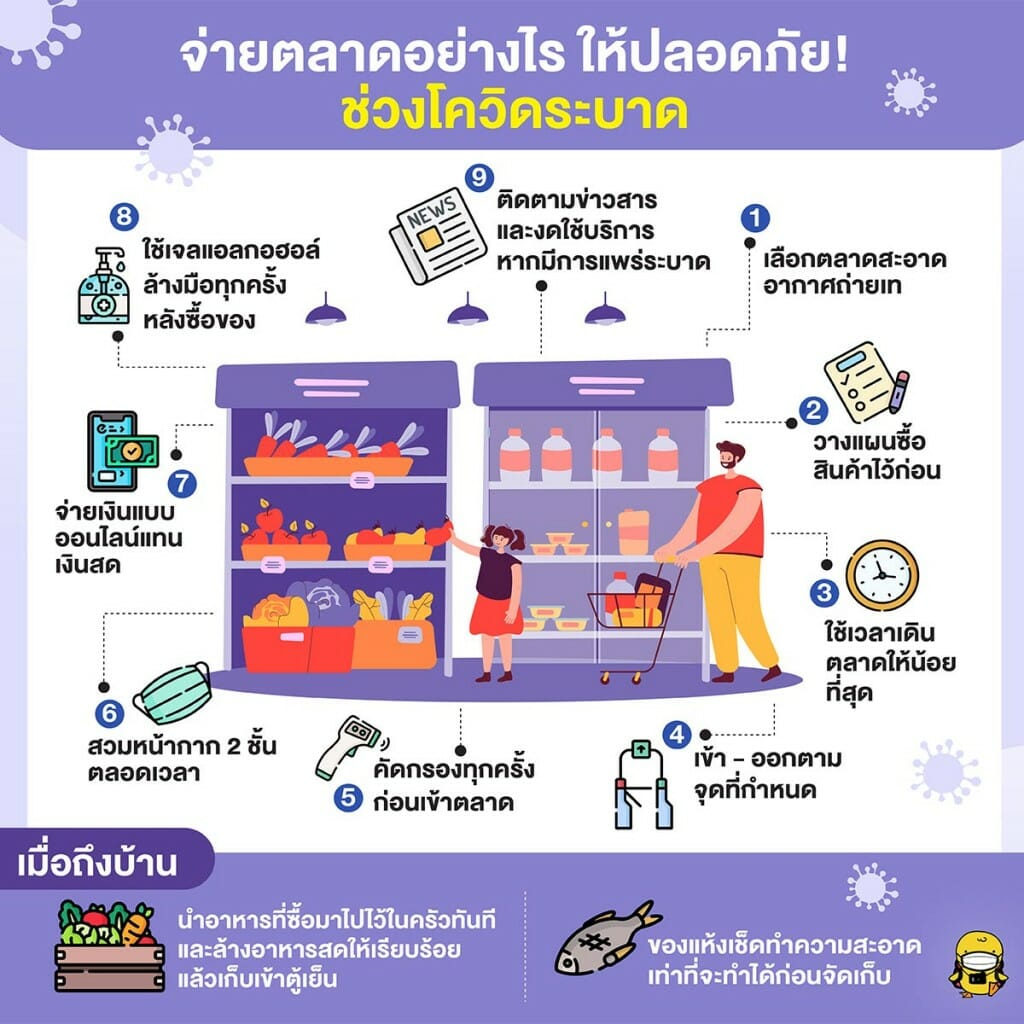 จ่ายตลาดอย่างไร ให้ปลอดภัย!
ช่วงโควิดระบาด
1
เลือกตลาดสะอาด
อากาศถ่ายเท
2
วางแผนซื้อ
สินค้าไว้ก่อน
3
ใช้เวลาเดิน
ตลาดให้น้อย
ที่สุด
4
เข้า - ออกตาม
จุดที่กำหนด
5
คัดกรองทุกครั้ง
ก่อนเข้าตลาด
6
สวมหน้ากาก 2 ชั้น
ตลอดเวลา
7
จ่ายเงินแบบ
ออนไลน์แทน
เงินสด
8
ใช้เจลแอลกอฮอล์
ล้างมือทุกครั้ง
หลังซื้อของ
9
NEWS
ติดตามข่าวสาร
และงดใช้บริการ
หากมีการแพร่ระบาด
เมื่อถึงบ้าน
นำอาหารที่ซื้อมาไปไว้ในครัวทันที
และล้างอาหารสดให้เรียบร้อย
แล้วเก็บเข้าตู้เย็น
ของแห้งเช็ดทำความสะอาด
เท่าที่จะทำได้ก่อนจัดเก็บ